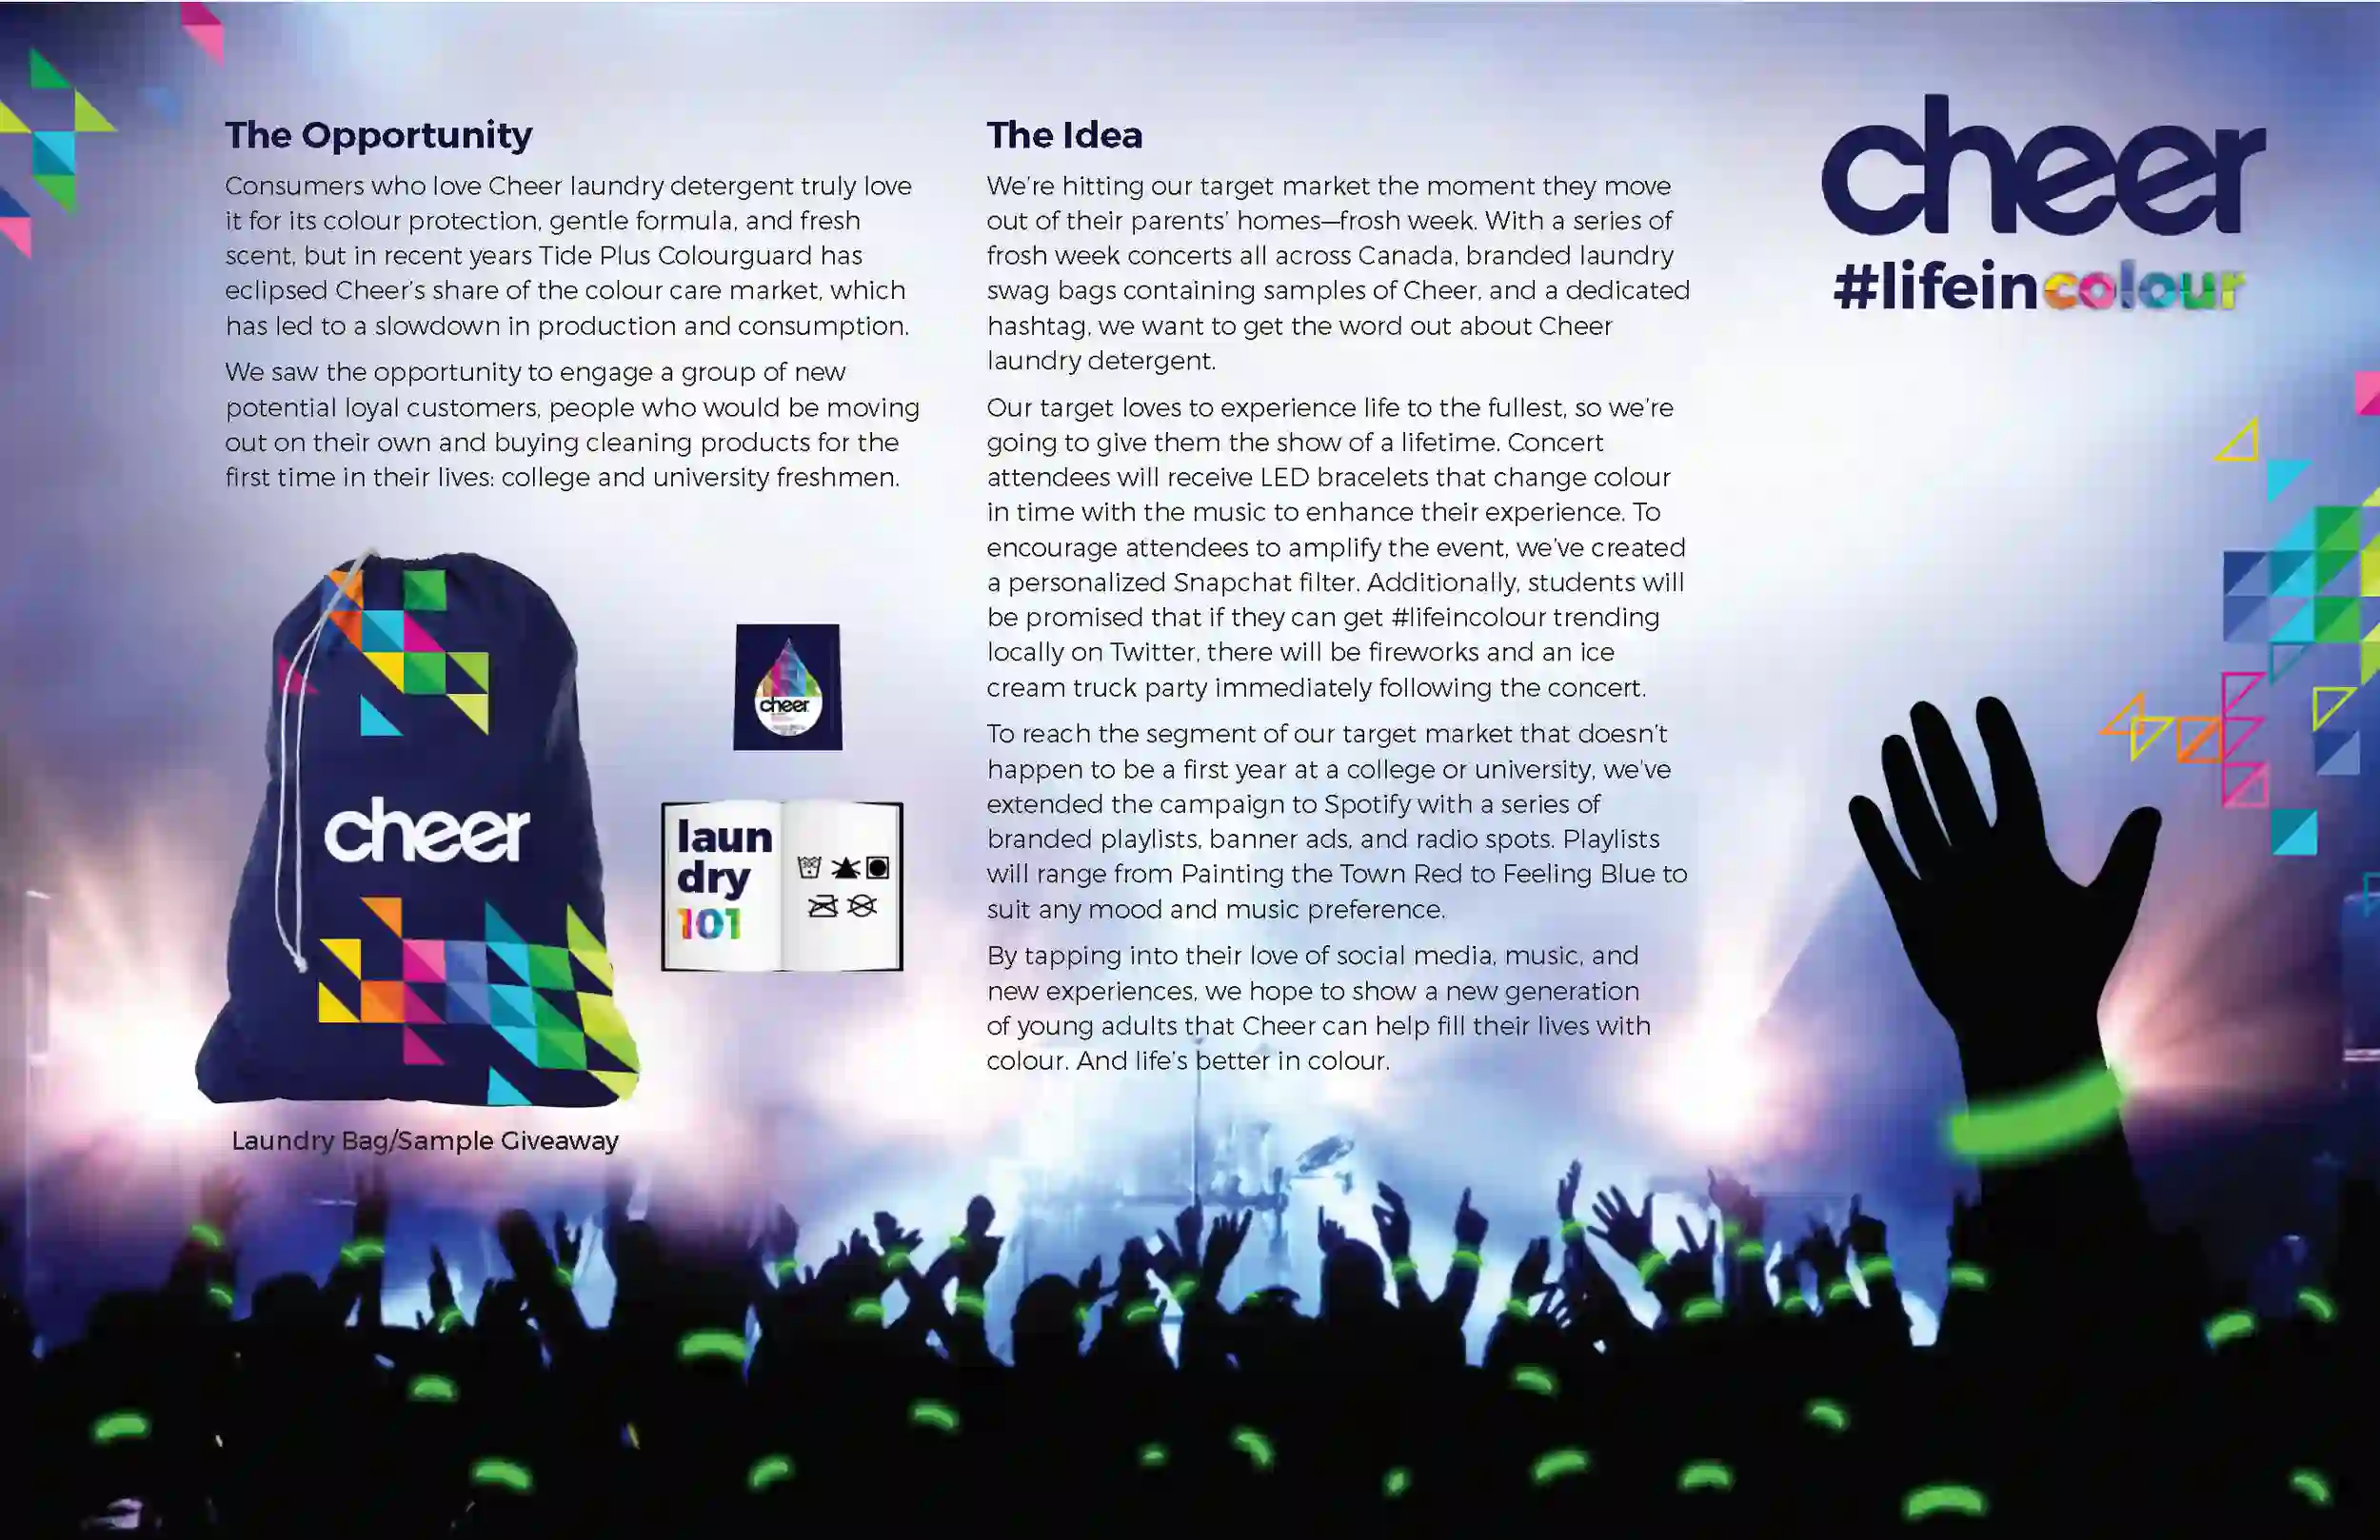 The Opportunity
Consumers who love Cheer laundry detergent truly love
it for its colour protection, gentle formula, and fresh
scent, but in recent years Tide Plus Colourguard has
eclipsed Cheer's share of the colour care market, which
has led to a slowdown in production and consumption.
We saw the opportunity to engage a group of new
potential loyal customers, people who would be moving
out on their own and buying cleaning products for the
first time in their lives: college and university freshmen.
cheer
cheer
laun
dry
101
30C
Laundry Bag/Sample Giveaway
The Idea
We're hitting our target market the moment they move
out of their parents' homes—frosh week. With a series of
frosh week concerts all across Canada, branded laundry
swag bags containing samples of Cheer, and a dedicated
hashtag, we want to get the word out about Cheer
laundry detergent.
Our target loves to experience life to the fullest, so we're
going to give them the show of a lifetime. Concert
attendees will receive LED bracelets that change colour
in time with the music to enhance their experience. To
encourage attendees to amplify the event, we've created
a personalized Snapchat filter. Additionally, students will
be promised that if they can get #lifeincolour trending
locally on Twitter, there will be fireworks and an ice
cream truck party immediately following the concert.
To reach the segment of our target market that doesn't
happen to be a first year at a college or university, we've
extended the campaign to Spotify with a series of
branded playlists, banner ads, and radio spots. Playlists
will range from Painting the Town Red to Feeling Blue to
suit any mood and music preference.
By tapping into their love of social media, music, and
new experiences, we hope to show a new generation
of young adults that Cheer can help fill their lives with
colour. And life's better in colour.
cheer
#lifeincolour